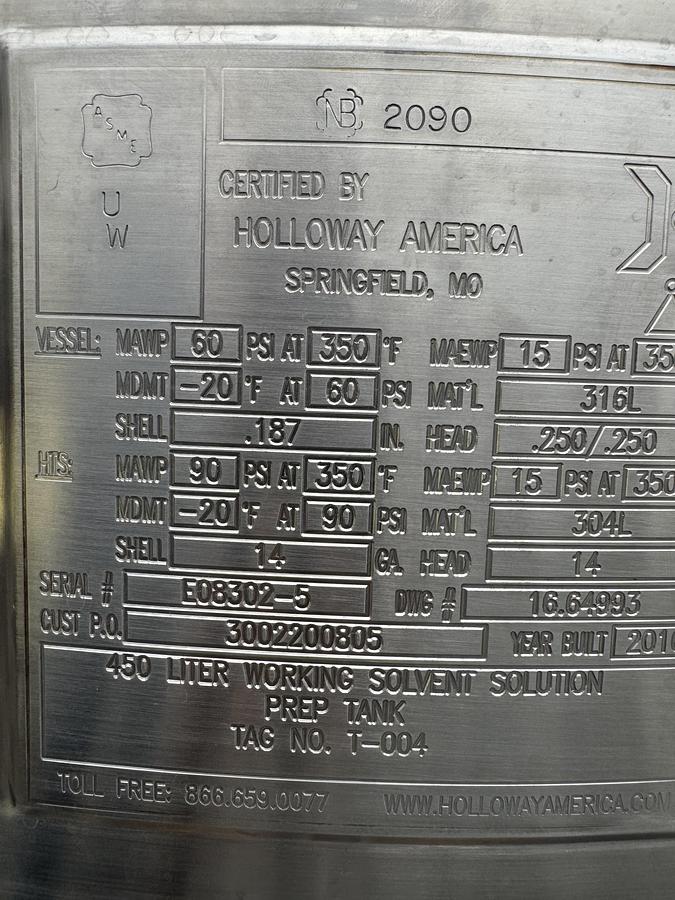 ASME
U
W
NB 2090
CERTIFIED BY
HOLLOWAY AMERICA
SPRINGFIELD, MO
VESSEL: MAWP 60 PSI AT 350 °F MAEWP 15 PSI AT 35
MDMT -20 °F AT 60 PSI MAT'L 316L
SHELL .187 IN. HEAD .250/.250
HTS: MAWP 90 PSI AT 350 °F MAEWP 15 PSI AT 350
MDMT -20 °F AT 90 PSI MAT'L 304L
SHELL 14 GA. HEAD 14
SERIAL # E08302-5 DWG # 16.64993
CUST P.O. 3002200805 YEAR BUILT 2010
450 LITER WORKING SOLVENT SOLUTION
PREP TANK
TAG NO. T-004
TOLL FREE: 866.659.0077 WWW.HOLLOWAYAMERICA.COM